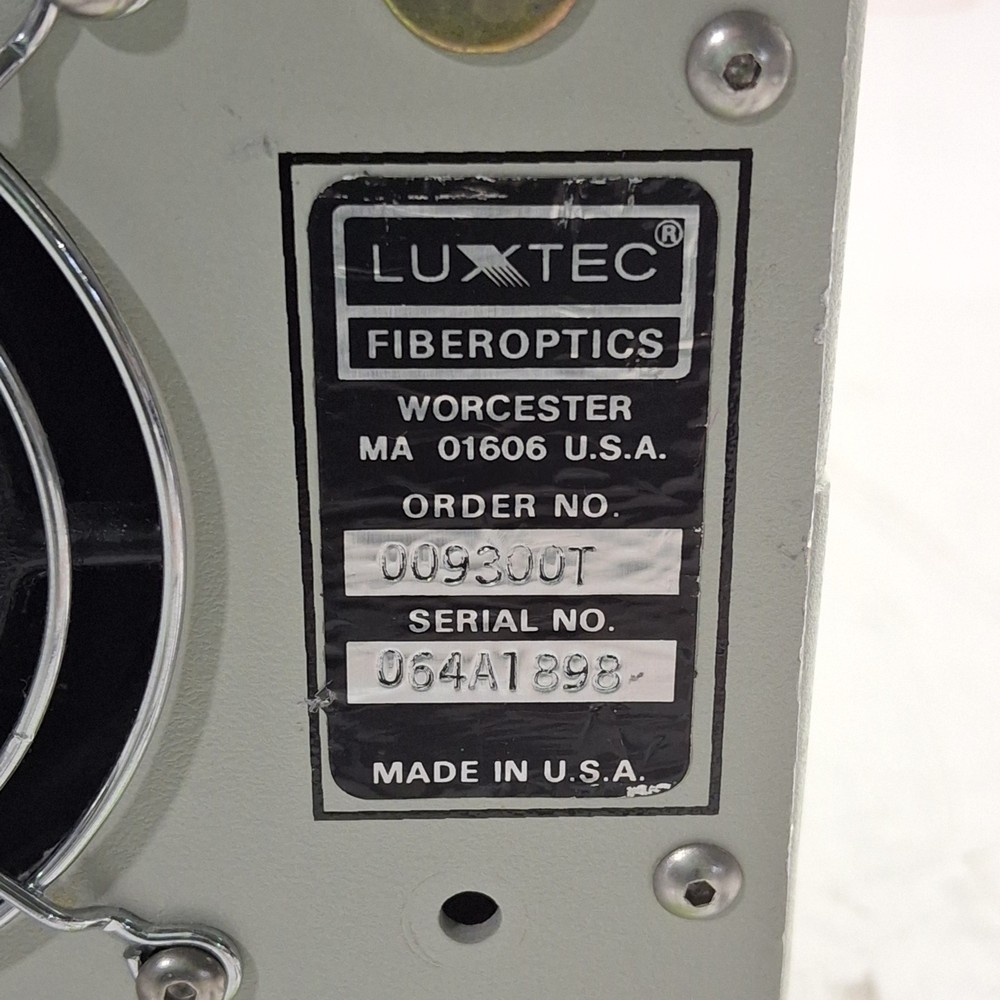 LUXTEC®
FIBEROPTICS
WORCESTER
MA 01606 U.S.A.
ORDER NO.
009300T
SERIAL NO.
064A1898
MADE IN U.S.A.